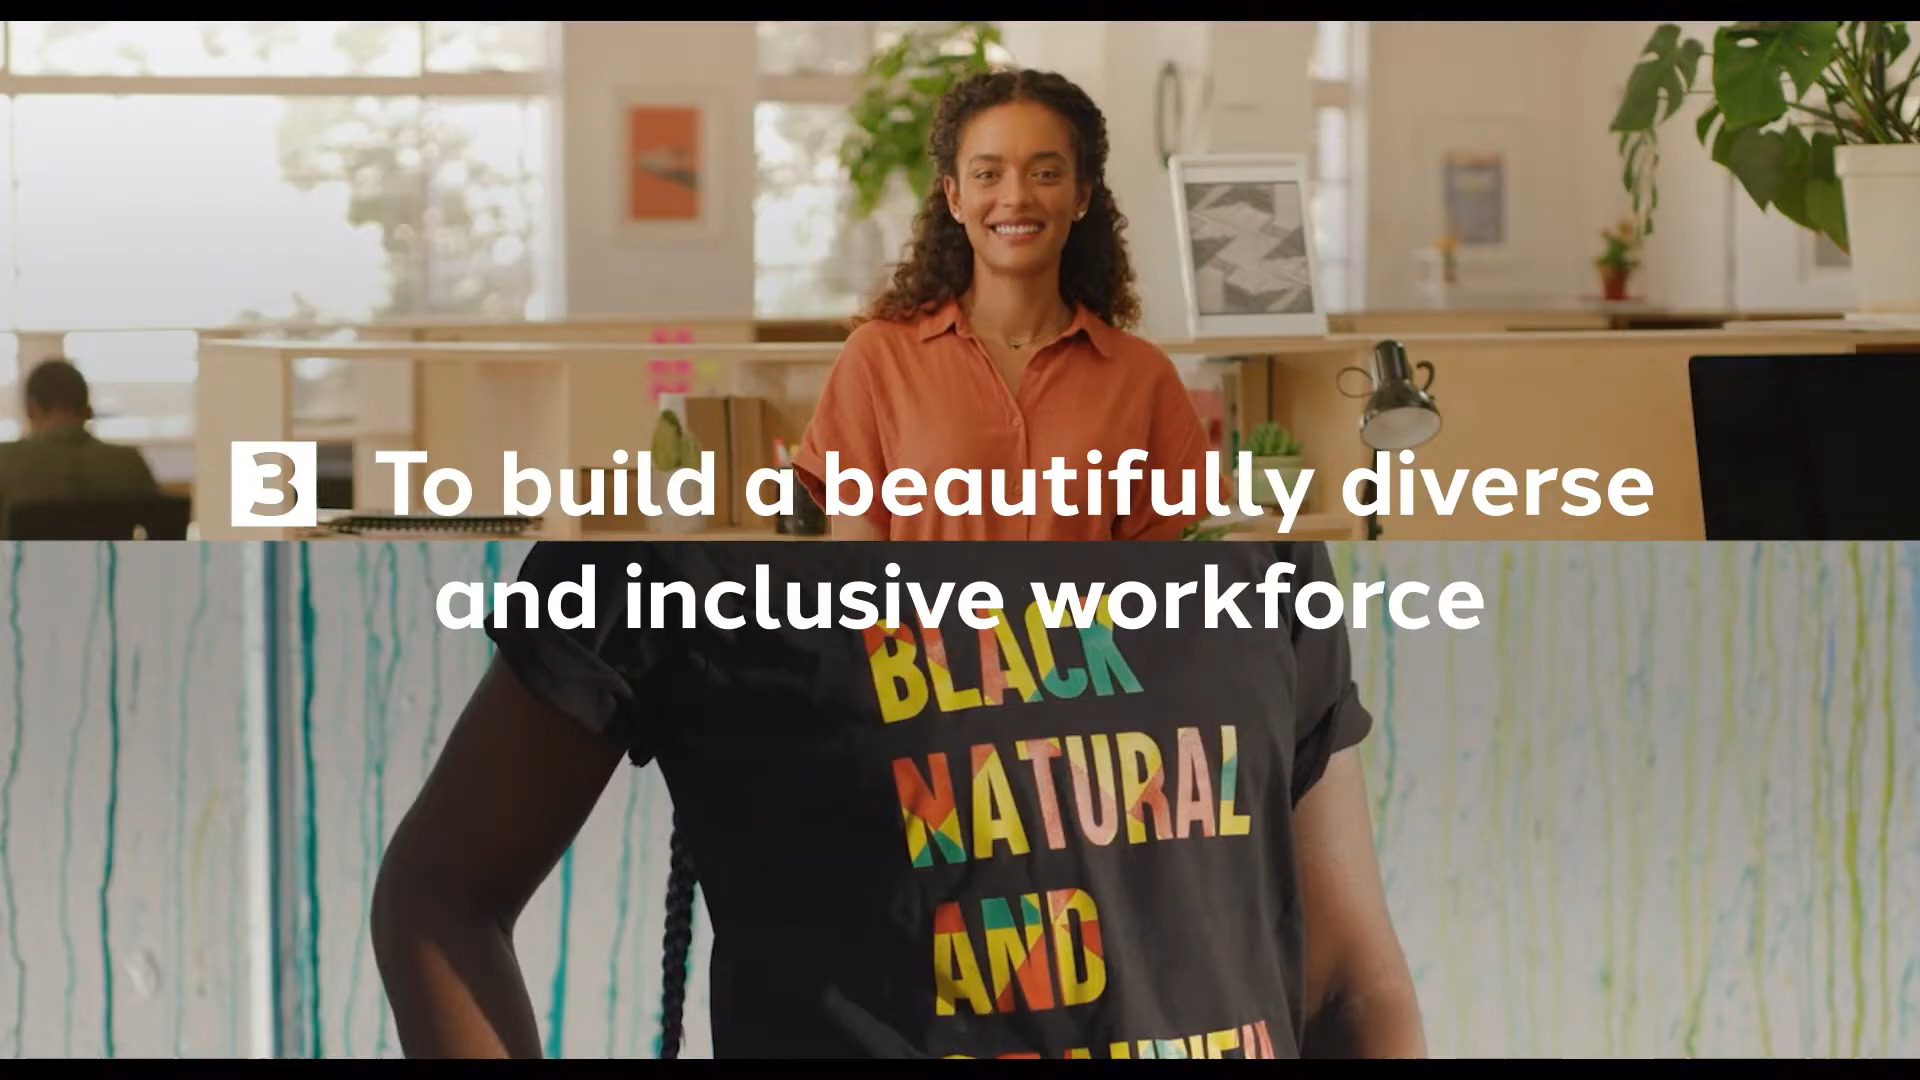 3 To build a beautifully diverse
and inclusive workforce
BLACK
NATURAL
AND